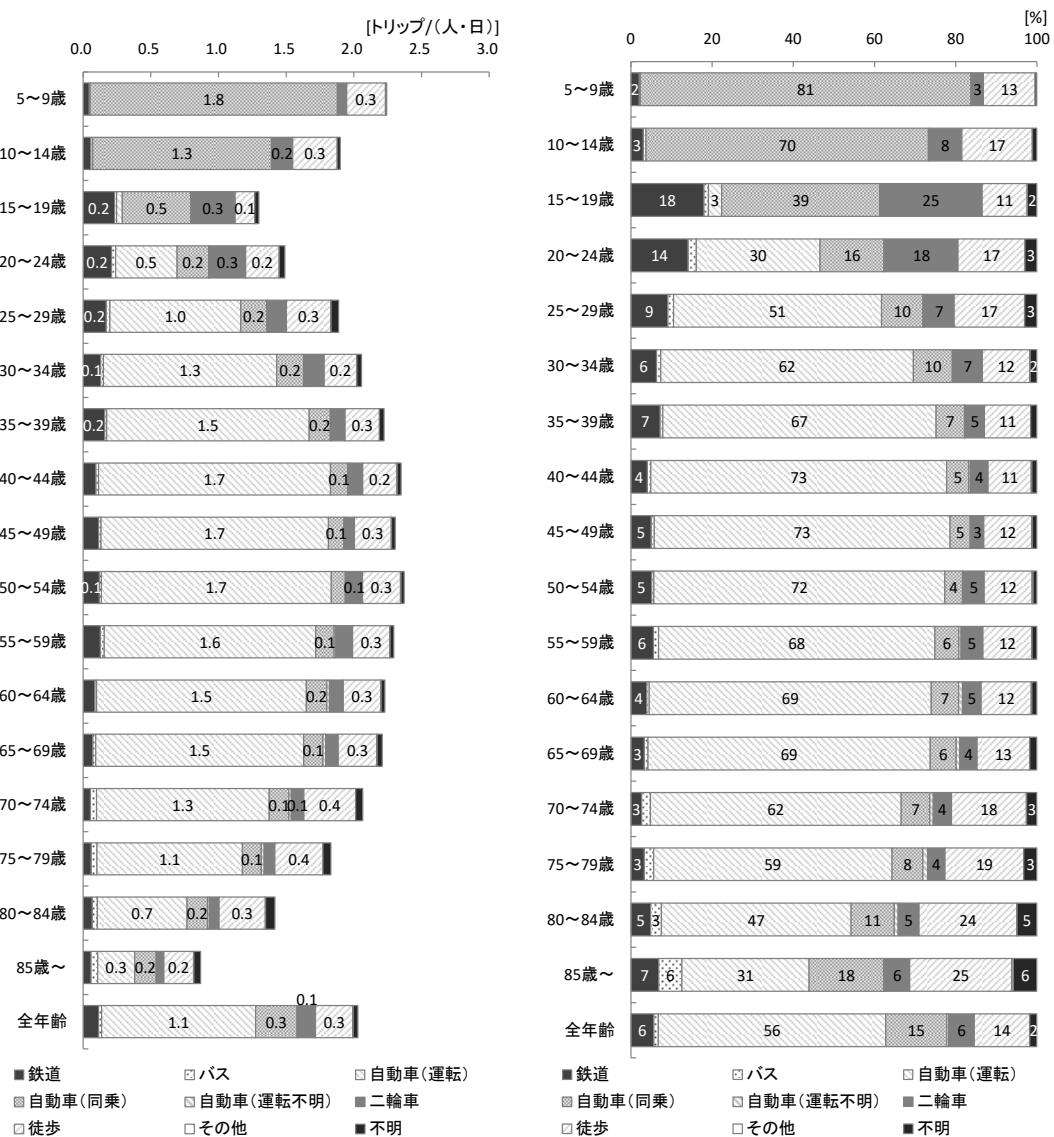 [トリップ/(人・日)]
0.0 0.5 1.0 1.5 2.0 2.5 3.0
5～9歳 1.8 0.3
10～14歳 1.3 0.2 0.3
15～19歳 0.2 0.5 0.3 0.1
20～24歳 0.2 0.5 0.2 0.3 0.2
25～29歳 0.2 1.0 0.2 0.3
30～34歳 0.1 1.3 0.2 0.2
35～39歳 0.2 1.5 0.2 0.3
40～44歳 1.7 0.1 0.2
45～49歳 1.7 0.1 0.3
50～54歳 0.1 1.7 0.1 0.3
55～59歳 1.6 0.1 0.3
60～64歳 1.5 0.2 0.3
65～69歳 1.5 0.1 0.3
70～74歳 1.3 0.1 0.1 0.4
75～79歳 1.1 0.1 0.4
80～84歳 0.7 0.2 0.3
85歳～ 0.3 0.2 0.2
0.1
全年齢 1.1 0.3 0.3
鉄道 バス 自動車(運転)
自動車(同乗) 自動車(運転不明) 二輪車
徒歩 その他 不明
[%]
0 20 40 60 80 100
5～9歳 2 81 3 13
10～14歳 3 70 8 17
15～19歳 18 3 39 25 11 2
20～24歳 14 30 16 18 17 3
25～29歳 9 51 10 7 17 3
30～34歳 6 62 10 7 12 2
35～39歳 7 67 7 5 11
40～44歳 4 73 5 4 11
45～49歳 5 73 5 3 12
50～54歳 5 72 4 5 12
55～59歳 6 68 6 5 12
60～64歳 4 69 7 5 12
65～69歳 3 69 6 4 13
70～74歳 3 62 7 4 18 3
75～79歳 3 59 8 4 19 3
80～84歳 5 3 47 11 5 24 5
85歳～ 7 6 31 18 6 25 6
全年齢 6 56 15 6 14 2
鉄道 バス 自動車(運転)
自動車(同乗) 自動車(運転不明) 二輪車
徒歩 その他 不明